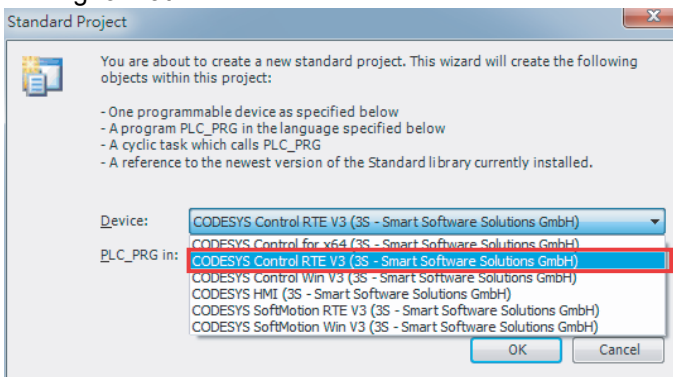 Standard Project
You are about to create a new standard project. This wizard will create the following
objects within this project:
- One programmable device as specified below
- A program PLC_PRG in the language specified below
- A cyclic task which calls PLC_PRG
- A reference to the newest version of the Standard library currently installed.
Device:
CODESYS Control RTE V3 (3S - Smart Software Solutions GmbH)
PLC_PRG in:
CODESYS Control for x64 (3S - Smart Software Solutions GmbH)
CODESYS Control RTE V3 (3S - Smart Software Solutions GmbH)
CODESYS Control Win V3 (3S - Smart Software Solutions GmbH)
CODESYS HMI (3S - Smart Software Solutions GmbH)
CODESYS SoftMotion RTE V3 (3S - Smart Software Solutions GmbH)
CODESYS SoftMotion Win V3 (3S - Smart Software Solutions GmbH)
OK Cancel